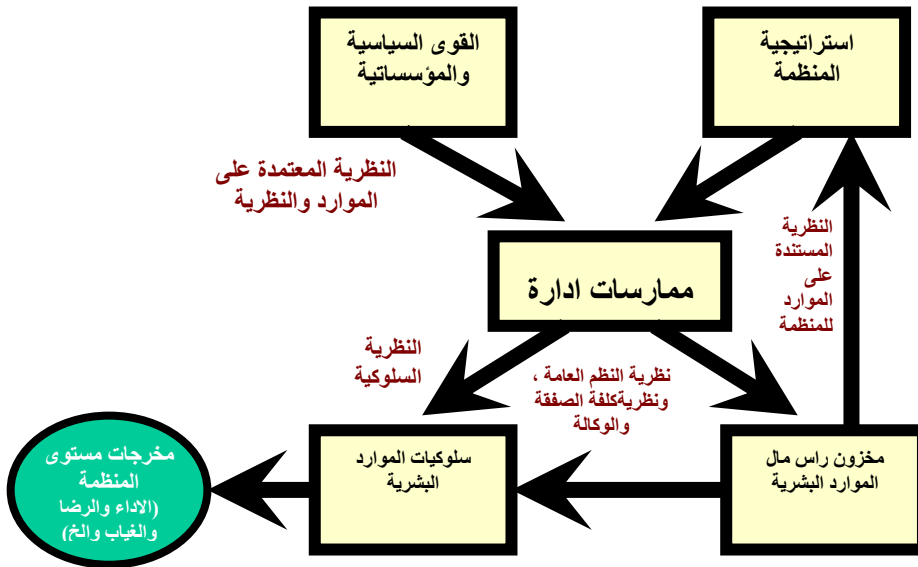 استراتيجية
المنظمة
القوى السياسية
والمؤسساتية
النظرية المعتمدة على
الموارد والنظرية
النظرية
المستندة
على
الموارد
للمنظمة
ممارسات ادارة
النظرية
السلوكية
نظرية النظم العامة ،
ونظريةكلفة الصفقة
والوكالة
مخزون راس مال
الموارد البشرية
سلوكيات الموارد
البشرية
مخرجات مستوى
المنظمة
(الاداء والرضا
والغياب والخ)